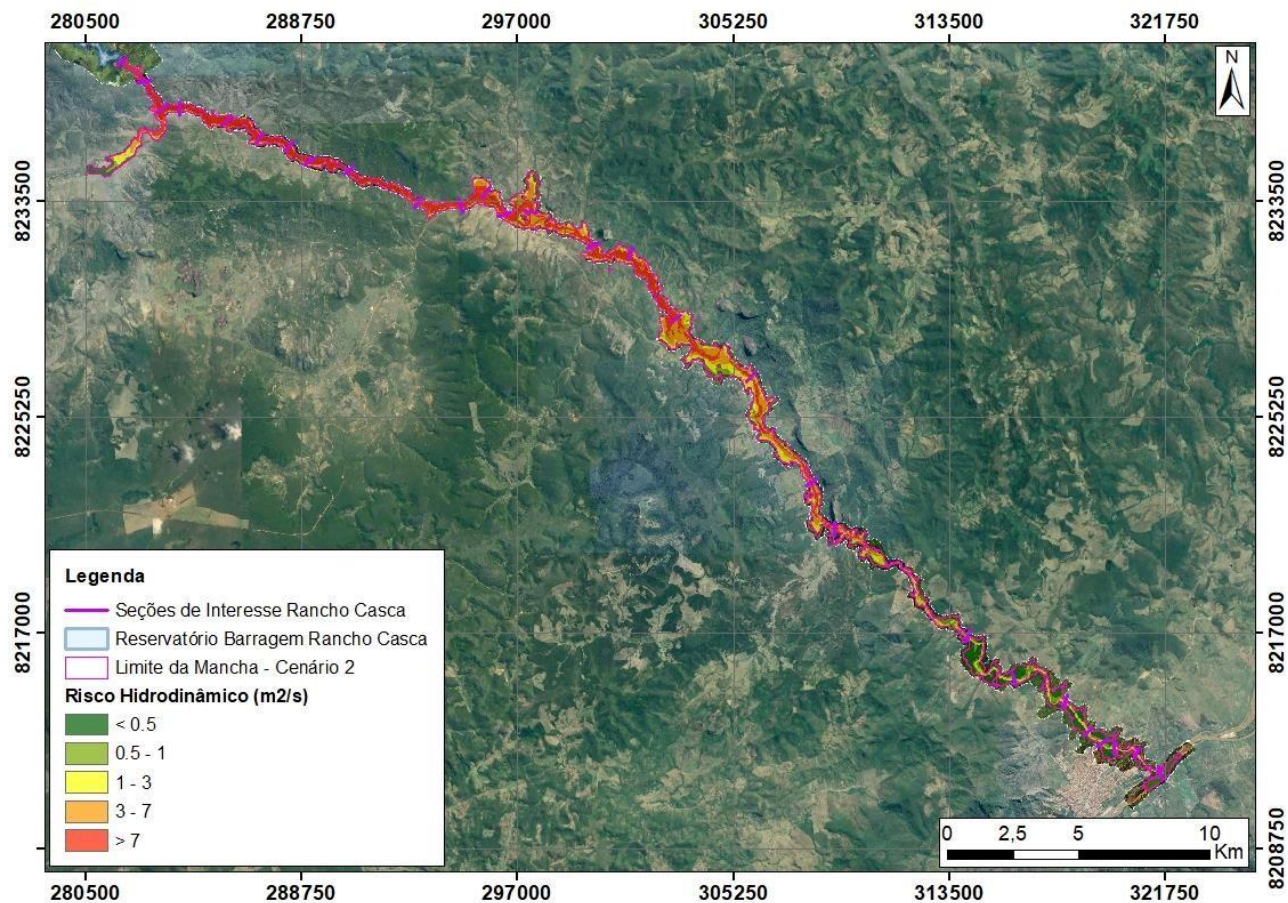 280500 288750 297000 305250 313500 321750
N
8233500 8233500
8225250 8225250
8217000 8217000
8208750
Legenda
Seções de Interesse Rancho Casca
Reservatório Barragem Rancho Casca
Limite da Mancha - Cenário 2
Risco Hidrodinâmico (m2/s)
< 0.5
0.5 - 1
1 - 3
3 - 7
> 7
0 2,5 5 10
Km
280500 288750 297000 305250 313500 321750